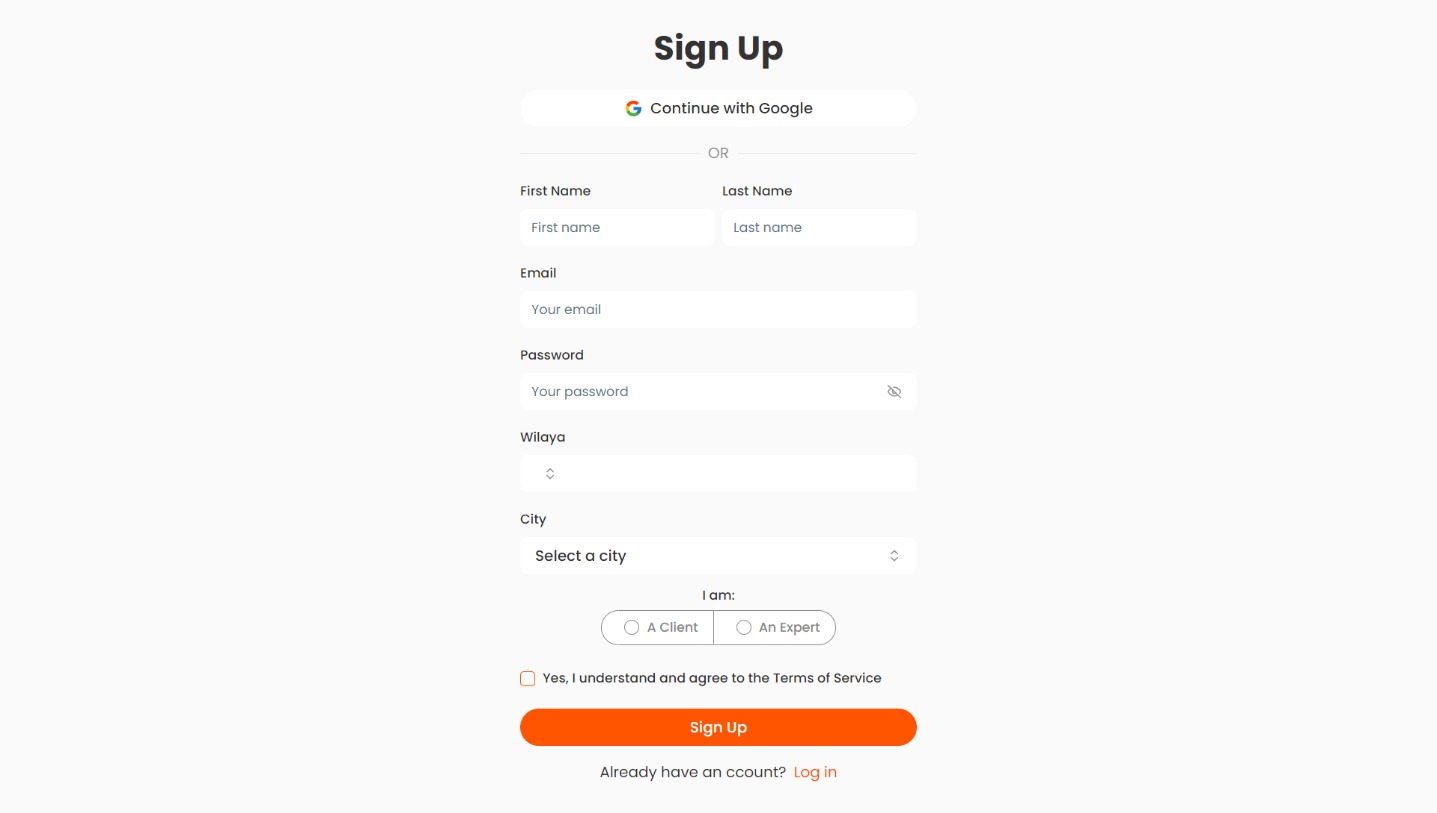 Sign Up
Continue with Google
OR
First Name Last Name
First name Last name
Email
Your email
Password
Your password
Wilaya
City
Select a city
I am:
A Client An Expert
Yes, I understand and agree to the Terms of Service
Sign Up
Already have an ccount? Log in